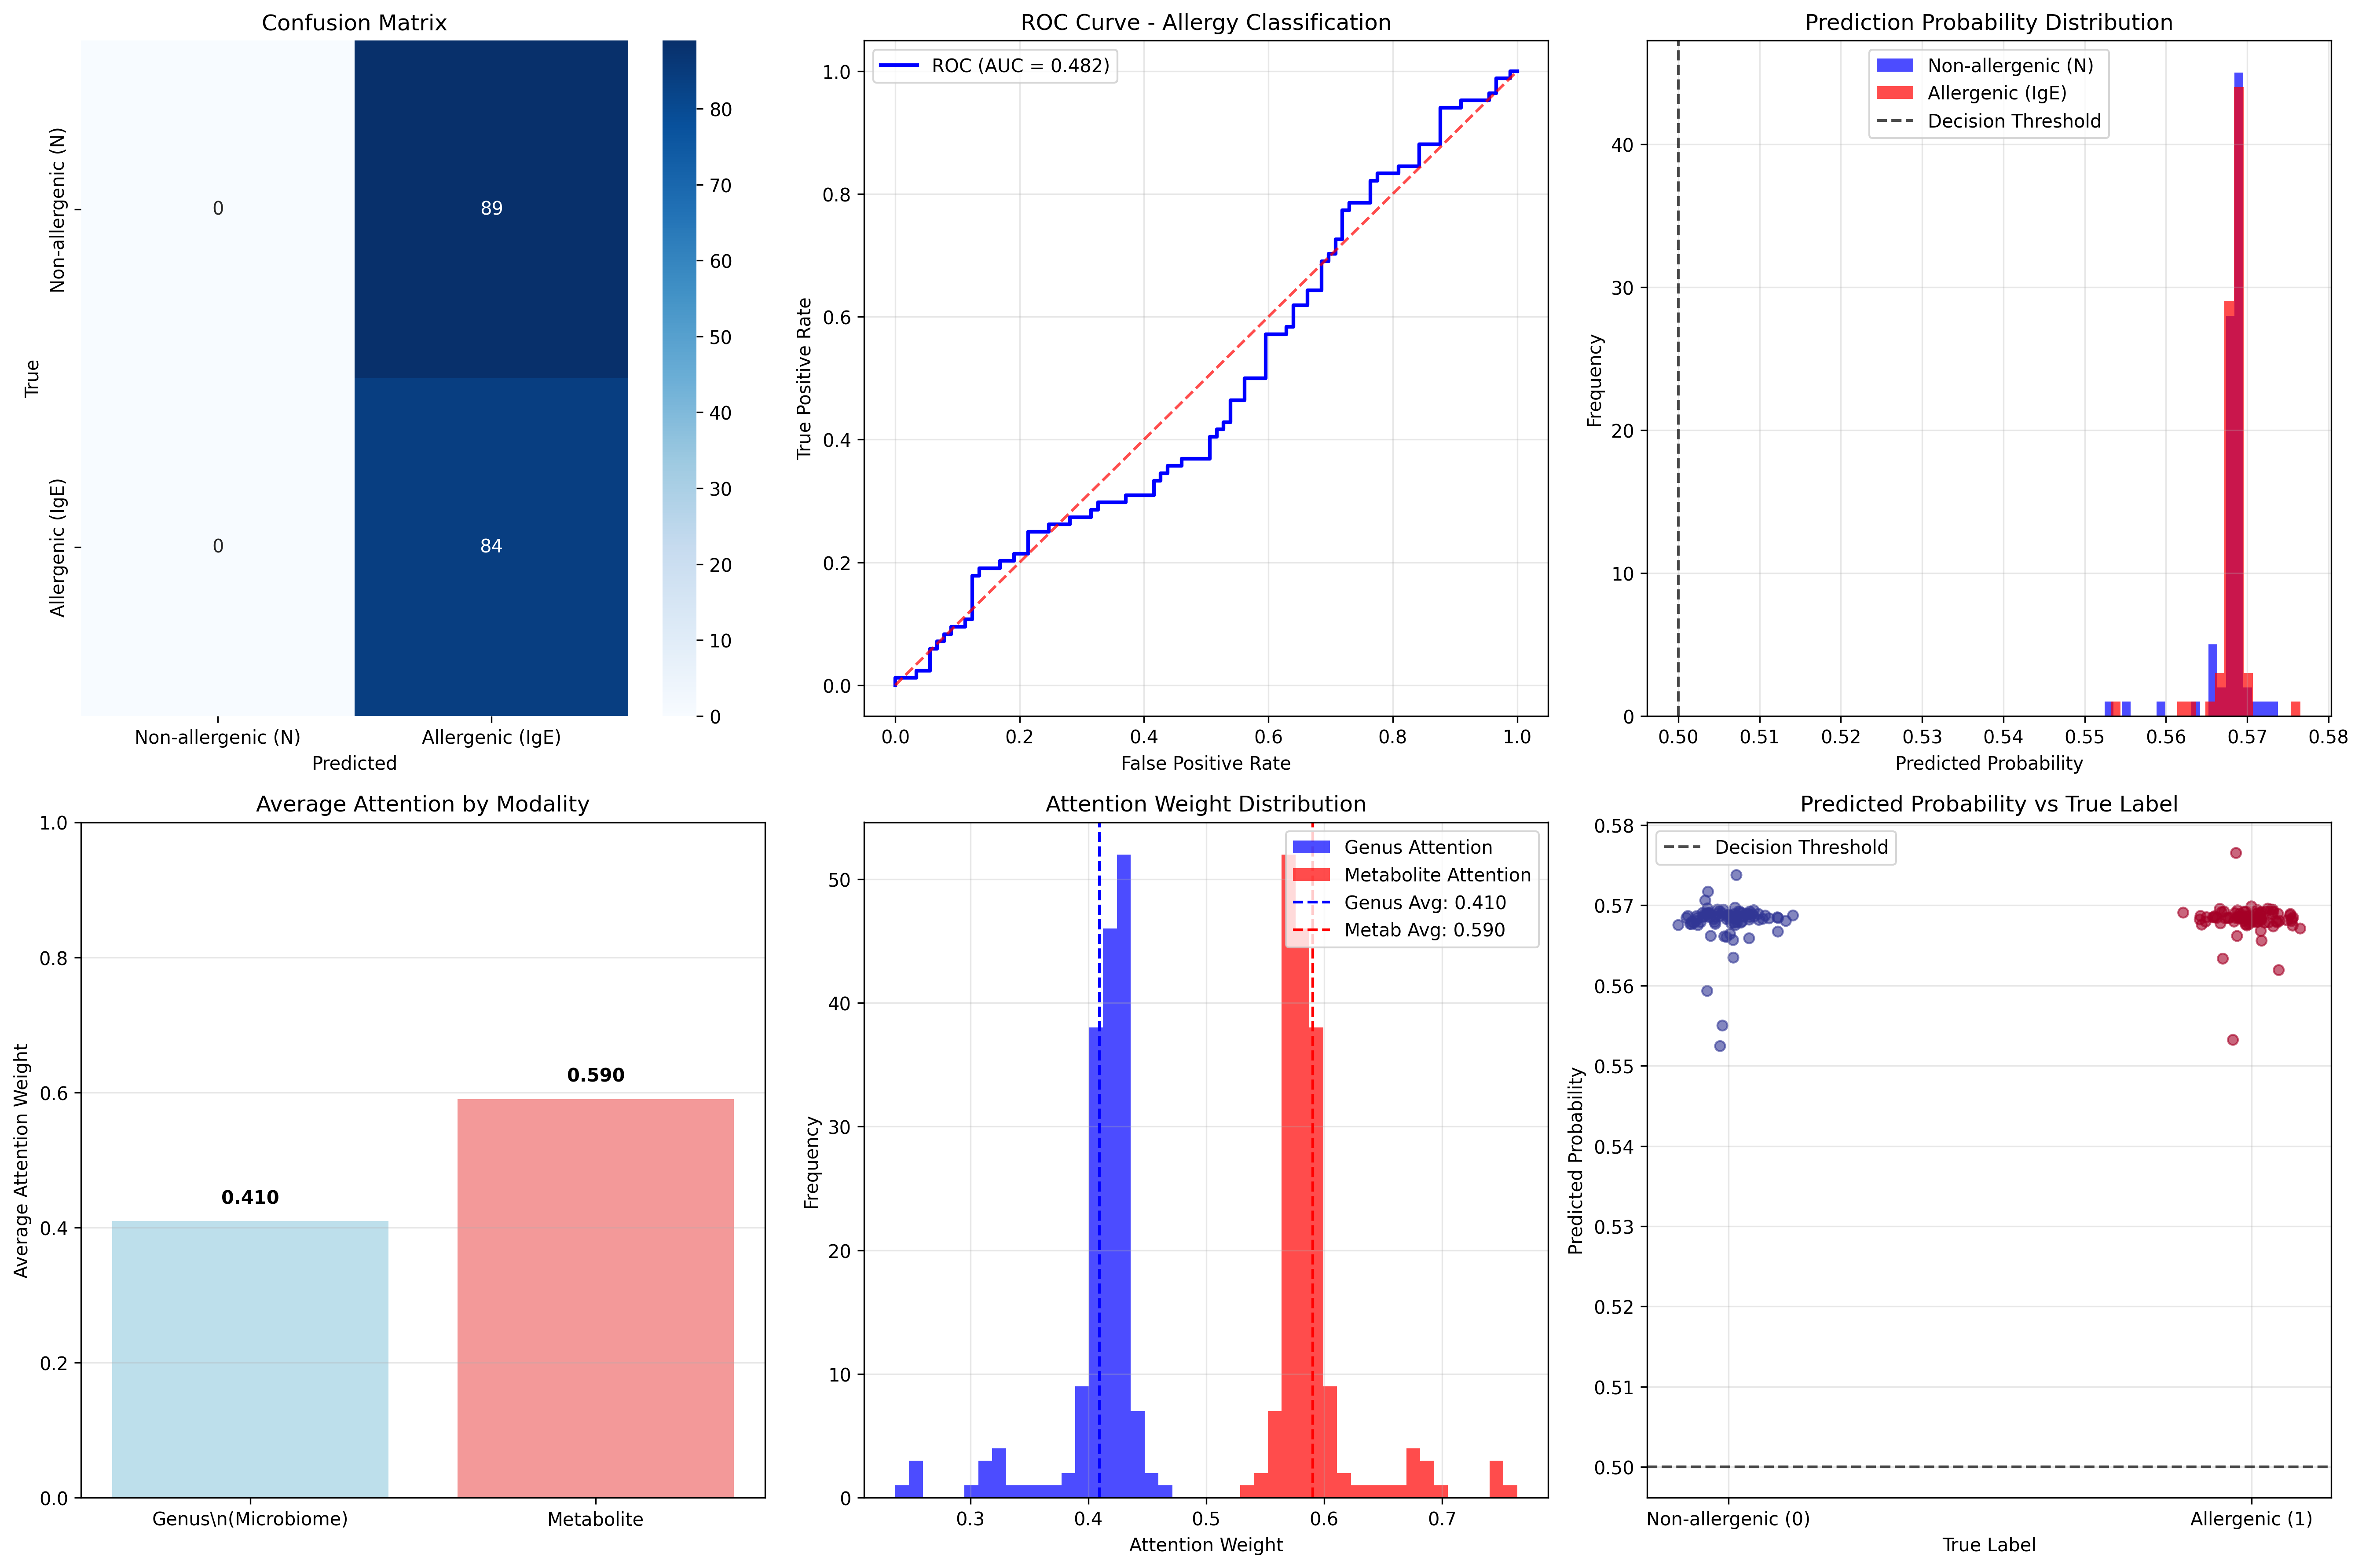 Confusion Matrix
Non-allergenic (N)
Allergenic (IgE)
True
0
89
0
84
Non-allergenic (N)
Allergenic (IgE)
Predicted
80
70
60
50
40
30
20
10
0
ROC Curve - Allergy Classification
ROC (AUC = 0.482)
True Positive Rate
1.0
0.8
0.6
0.4
0.2
0.0
0.0
0.2
0.4
0.6
0.8
1.0
False Positive Rate
Prediction Probability Distribution
Non-allergenic (N)
Allergenic (IgE)
Decision Threshold
Frequency
40
30
20
10
0
0.50
0.51
0.52
0.53
0.54
0.55
0.56
0.57
0.58
Predicted Probability
Average Attention by Modality
Average Attention Weight
1.0
0.8
0.6
0.4
0.2
0.0
0.410
0.590
Genus\n(Microbiome)
Metabolite
Attention Weight Distribution
Genus Attention
Metabolite Attention
Genus Avg: 0.410
Metab Avg: 0.590
Frequency
50
40
30
20
10
0
0.3
0.4
0.5
0.6
0.7
Attention Weight
Predicted Probability vs True Label
Decision Threshold
Predicted Probability
0.58
0.57
0.56
0.55
0.54
0.53
0.52
0.51
0.50
Non-allergenic (0)
Allergenic (1)
True Label